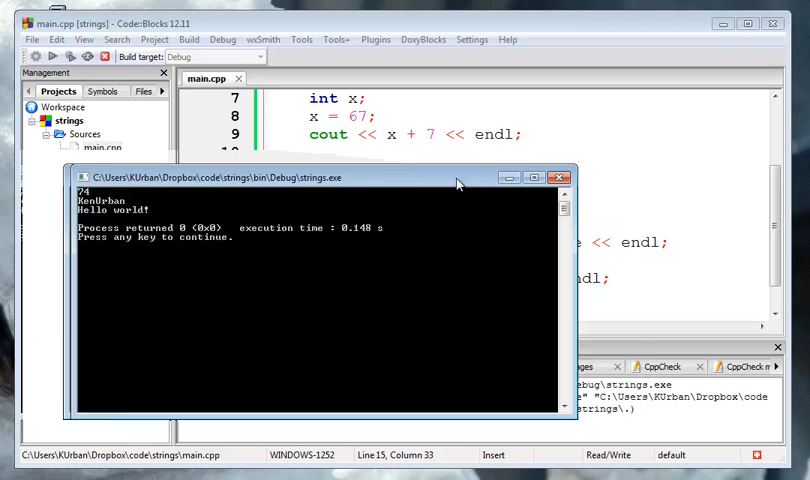 main.cpp [strings] - Code::Blocks 12.11
File Edit View Search Project Build Debug wxSmith Tools Tools+ Plugins DoxyBlocks Settings Help
Build target: Debug
Management
main.cpp
Projects Symbols Files
Workspace
strings
Sources
main.cpp
7 int x;
8 x = 67;
9 cout << x + 7 << endl;
C:\Users\KUrban\Dropbox\code\strings\bin\Debug\strings.exe
74
KenUrban
Hello world!
Process returned 0 (0x0) execution time : 0.148 s
Press any key to continue.
e << endl;
ndl;
ages CppCheck CppCheck m
ebug\strings.exe
e" "C:\Users\KUrban\Dropbox\code
strings\.)
C:\Users\KUrban\Dropbox\code\strings\main.cpp WINDOWS-1252 Line 15, Column 33 Insert Read/Write default